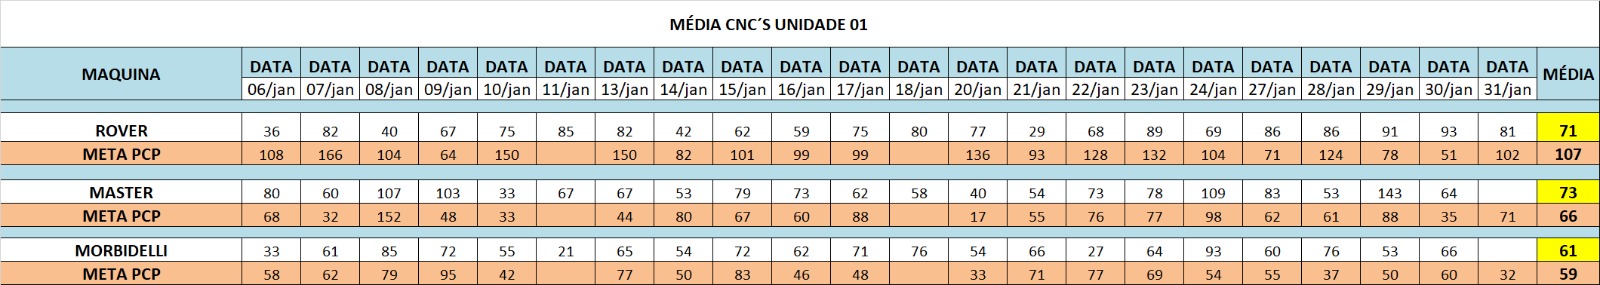 MÉDIA CNC´S UNIDADE 01
MAQUINA DATA DATA DATA DATA DATA DATA DATA DATA DATA DATA DATA DATA DATA DATA DATA DATA DATA DATA DATA DATA DATA DATA MÉDIA
06/jan 07/jan 08/jan 09/jan 10/jan 11/jan 13/jan 14/jan 15/jan 16/jan 17/jan 18/jan 20/jan 21/jan 22/jan 23/jan 24/jan 27/jan 28/jan 29/jan 30/jan 31/jan
ROVER 36 82 40 67 75 85 82 42 62 59 75 80 77 29 68 89 69 86 86 91 93 81 71
META PCP 108 166 104 64 150 150 82 101 99 99 136 93 128 132 104 71 124 78 51 102 107
MASTER 80 60 107 103 33 67 67 53 79 73 62 58 40 54 73 78 109 83 53 143 64 73
META PCP 68 32 152 48 33 44 80 67 60 88 17 55 76 77 98 62 61 88 35 71 66
MORBIDELLI 33 61 85 72 55 21 65 54 72 62 71 76 54 66 27 64 93 60 76 53 66 61
META PCP 58 62 79 95 42 77 50 83 46 48 33 71 77 69 54 55 37 50 60 32 59